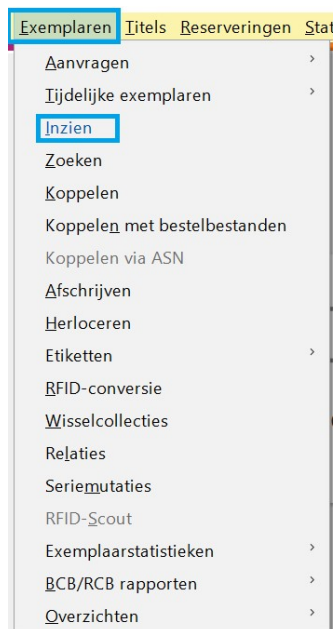 Exemplaren Titels Reserveringen Stat
Aanvragen
Tijdelijke exemplaren
Inzien
Zoeken
Koppelen
Koppelen met bestelbestanden
Koppelen via ASN
Afschrijven
Herloceren
Etiketten
RFID-conversie
Wisselcollecties
Relaties
Seriemutaties
RFID-Scout
Exemplaarstatistieken
BCB/RCB rapporten
Overzichten